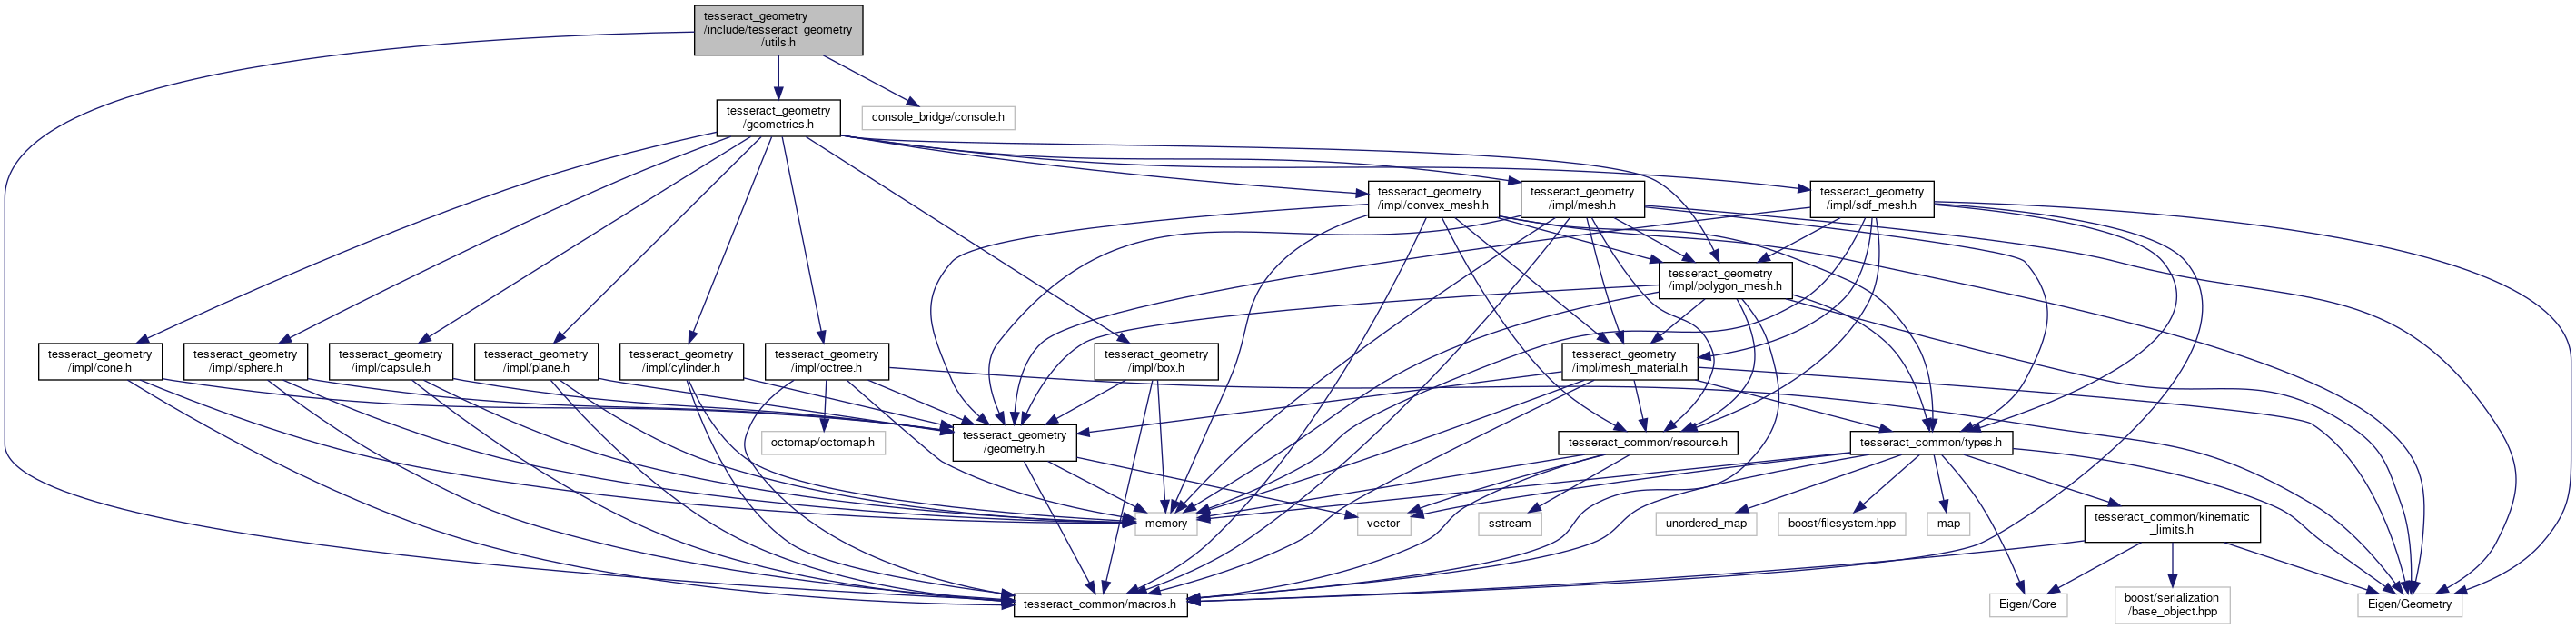 tesseract_geometry
/include/tesseract_geometry
/utils.h
tesseract_geometry
/geometries.h
console_bridge/console.h
tesseract_geometry
/impl/convex_mesh.h
tesseract_geometry
/impl/mesh.h
tesseract_geometry
/impl/sdf_mesh.h
tesseract_geometry
/impl/polygon_mesh.h
tesseract_geometry
/impl/cone.h
tesseract_geometry
/impl/sphere.h
tesseract_geometry
/impl/capsule.h
tesseract_geometry
/impl/plane.h
tesseract_geometry
/impl/cylinder.h
tesseract_geometry
/impl/octree.h
tesseract_geometry
/impl/box.h
tesseract_geometry
/impl/mesh_material.h
octomap/octomap.h
tesseract_geometry
/geometry.h
tesseract_common/resource.h
tesseract_common/types.h
memory
vector
sstream
unordered_map
boost/filesystem.hpp
map
tesseract_common/kinematic
_limits.h
tesseract_common/macros.h
Eigen/Core
boost/serialization
/base_object.hpp
Eigen/Geometry